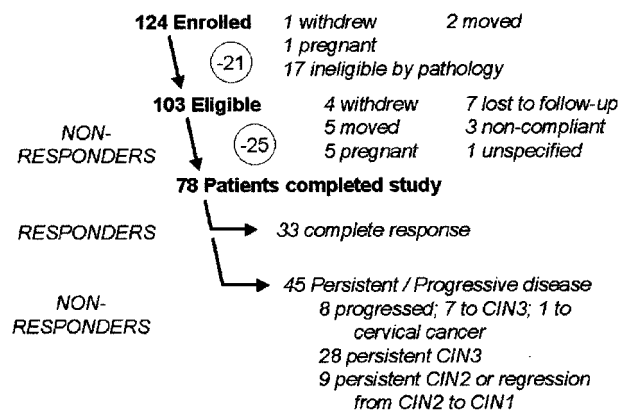 124 Enrolled 1 withdrew 2 moved
1 pregnant
-21
17 ineligible by pathology
103 Eligible 4 withdrew 7 lost to follow-up
NON- 5 moved 3 non-compliant
RESPONDERS -25 5 pregnant 1 unspecified
78 Patients completed study
RESPONDERS 33 complete response
45 Persistent / Progressive disease
NON- 8 progressed; 7 to CIN3; 1 to
RESPONDERS cervical cancer
28 persistent CIN3
9 persistent CIN2 or regression
from CIN2 to CIN1